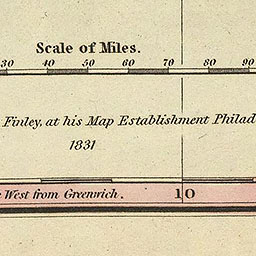 Scale of Miles.
30 40 50 60 70 80 90
Finley, at his Map Establishment Philad
1831
West from Greenwich. 10